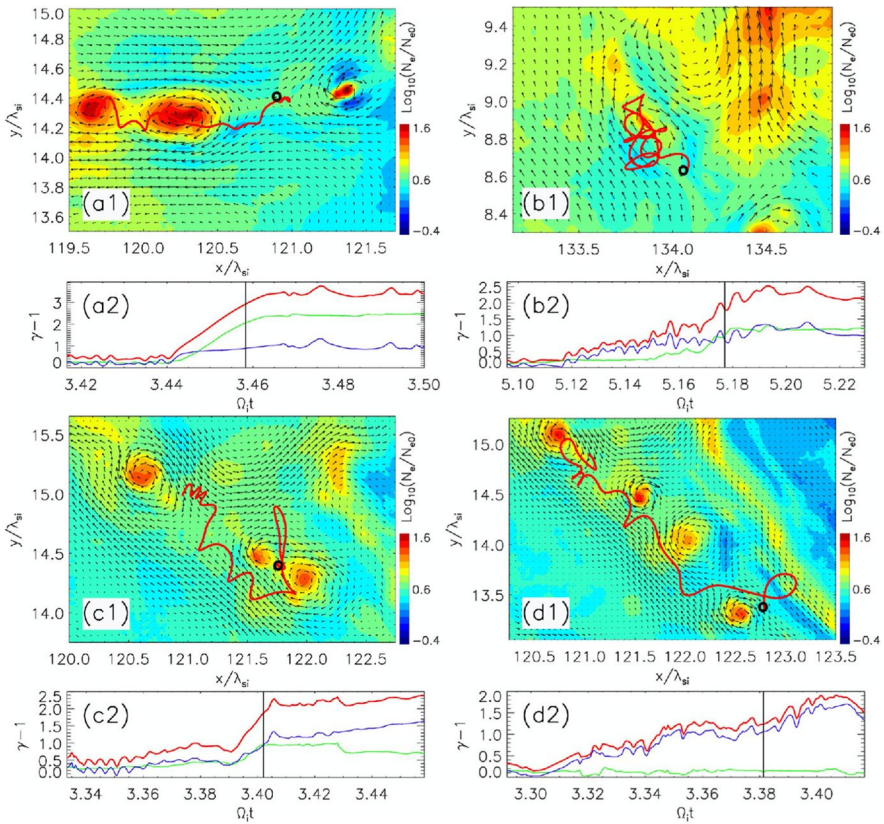 15.0
14.8
14.6
14.4
14.2
14.0
13.8
13.6
y/λsi
(a1)
119.5 120.0 120.5 121.0 121.5
x/λsi
Log10(Ne/Ne0)
1.6
0.6
−0.4
9.4
9.2
9.0
8.8
8.6
8.4
y/λsi
(b1)
133.6 134.0 134.4
x/λsi
Log10(Ne/Ne0)
1.6
0.6
−0.4
(a2)
3
2
1
0
γ−1
3.42 3.44 3.46 3.48 3.50
Ωit
(b2)
2.5
2.0
1.5
1.0
0.5
0.0
γ−1
5.10 5.12 5.14 5.16 5.18 5.20 5.22
Ωit
15.5
15.0
14.5
14.0
y/λsi
(c1)
120.0 120.5 121.0 121.5 122.0 122.5
x/λsi
Log10(Ne/Ne0)
1.6
0.6
−0.4
15.0
14.5
14.0
13.5
y/λsi
(d1)
120.5 121.0 121.5 122.0 122.5 123.0 123.5
x/λsi
Log10(Ne/Ne0)
1.6
0.6
−0.4
(c2)
2.5
2.0
1.5
1.0
0.5
0.0
γ−1
3.34 3.36 3.38 3.40 3.42 3.44
Ωit
(d2)
2.0
1.5
1.0
0.5
0.0
γ−1
3.30 3.32 3.34 3.36 3.38 3.40
Ωit